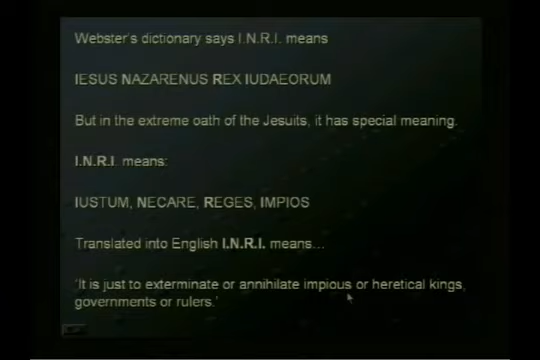 Webster's dictionary says I.N.R.I. means
IESUS NAZARENUS REX IUDAEORUM
But in the extreme oath of the Jesuits, it has special meaning.
I.N.R.I. means:
IUSTUM, NECARE, REGES, IMPIOS
Translated into English I.N.R.I. means...
'It is just to exterminate or annihilate impious or heretical kings,
governments or rulers.'